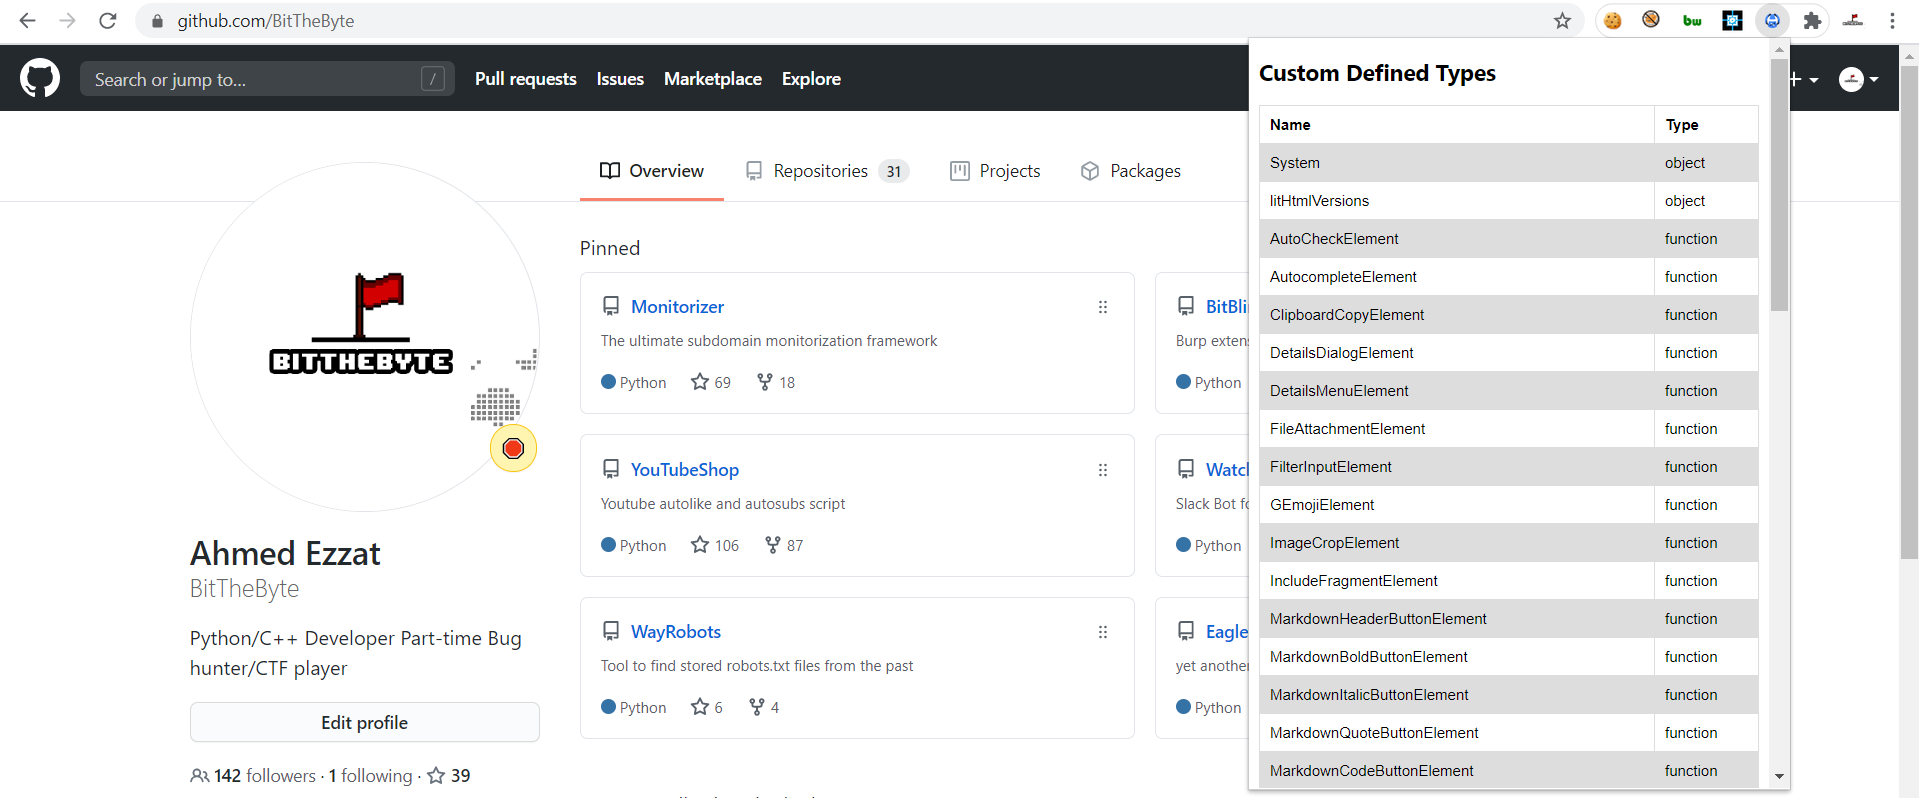 github.com/BitTheByte
bw
Search or jump to... /
Pull requests Issues Marketplace Explore
Overview Repositories 31 Projects Packages
BITTHEBYTE
Ahmed Ezzat
BitTheByte
Python/C++ Developer Part-time Bug
hunter/CTF player
Edit profile
142 followers · 1 following · 39
Pinned
Monitorizer
The ultimate subdomain monitorization framework
Python 69 18
YouTubeShop
Youtube autolike and autosubs script
Python 106 87
WayRobots
Tool to find stored robots.txt files from the past
Python 6 4
Burp
Python
Slack Bot
Python
Eagle
yet another
Python
Custom Defined Types
Name Type
System object
litHtmlVersions object
AutoCheckElement function
AutocompleteElement function
ClipboardCopyElement function
DetailsDialogElement function
DetailsMenuElement function
FileAttachmentElement function
FilterInputElement function
GEmojiElement function
ImageCropElement function
IncludeFragmentElement function
MarkdownHeaderButtonElement function
MarkdownBoldButtonElement function
MarkdownItalicButtonElement function
MarkdownQuoteButtonElement function
MarkdownCodeButtonElement function